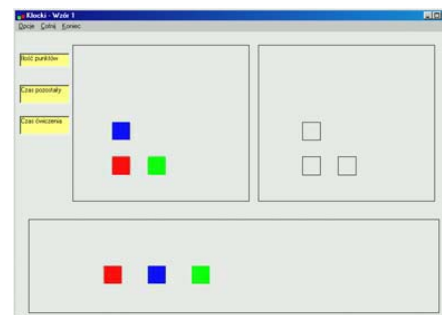 Klocki - Wzór 1
Opcje Cofnij Koniec
Ilość punktów
Czas pozostały
Czas ćwiczenia